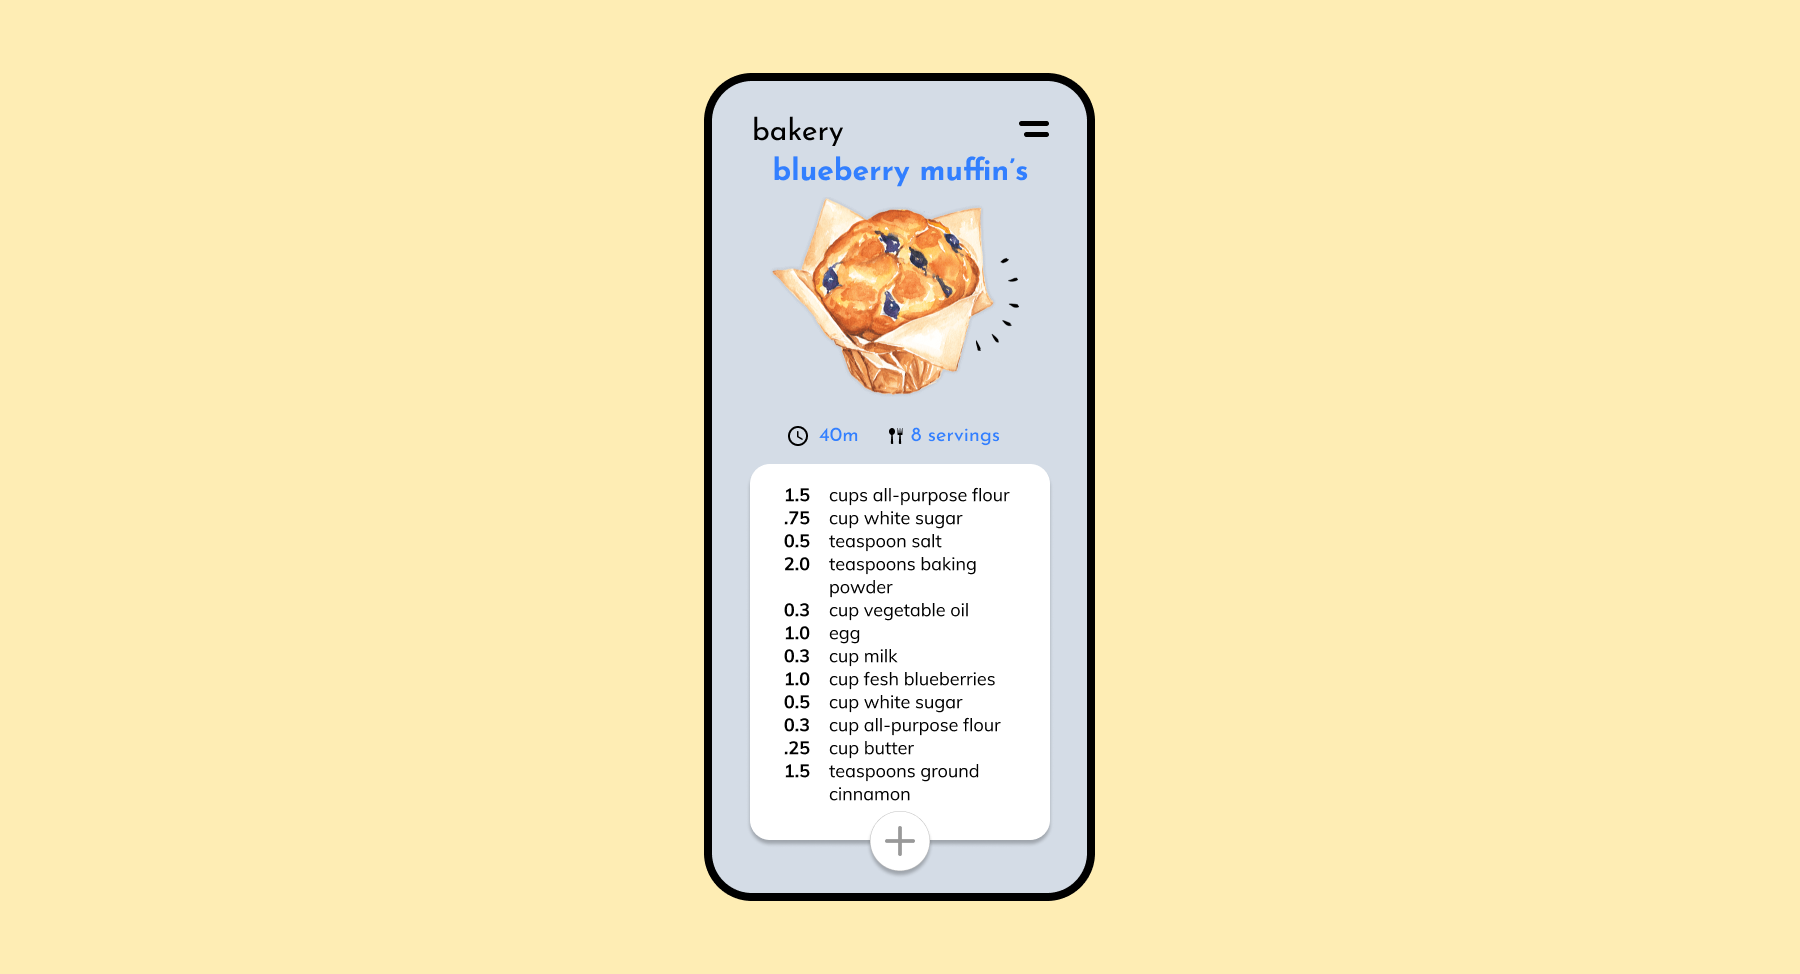 bakery
blueberry muffin's
40m 8 servings
1.5 cups all-purpose flour
.75 cup white sugar
0.5 teaspoon salt
2.0 teaspoons baking
powder
0.3 cup vegetable oil
1.0 egg
0.3 cup milk
1.0 cup fesh blueberries
0.5 cup white sugar
0.3 cup all-purpose flour
.25 cup butter
1.5 teaspoons ground
cinnamon